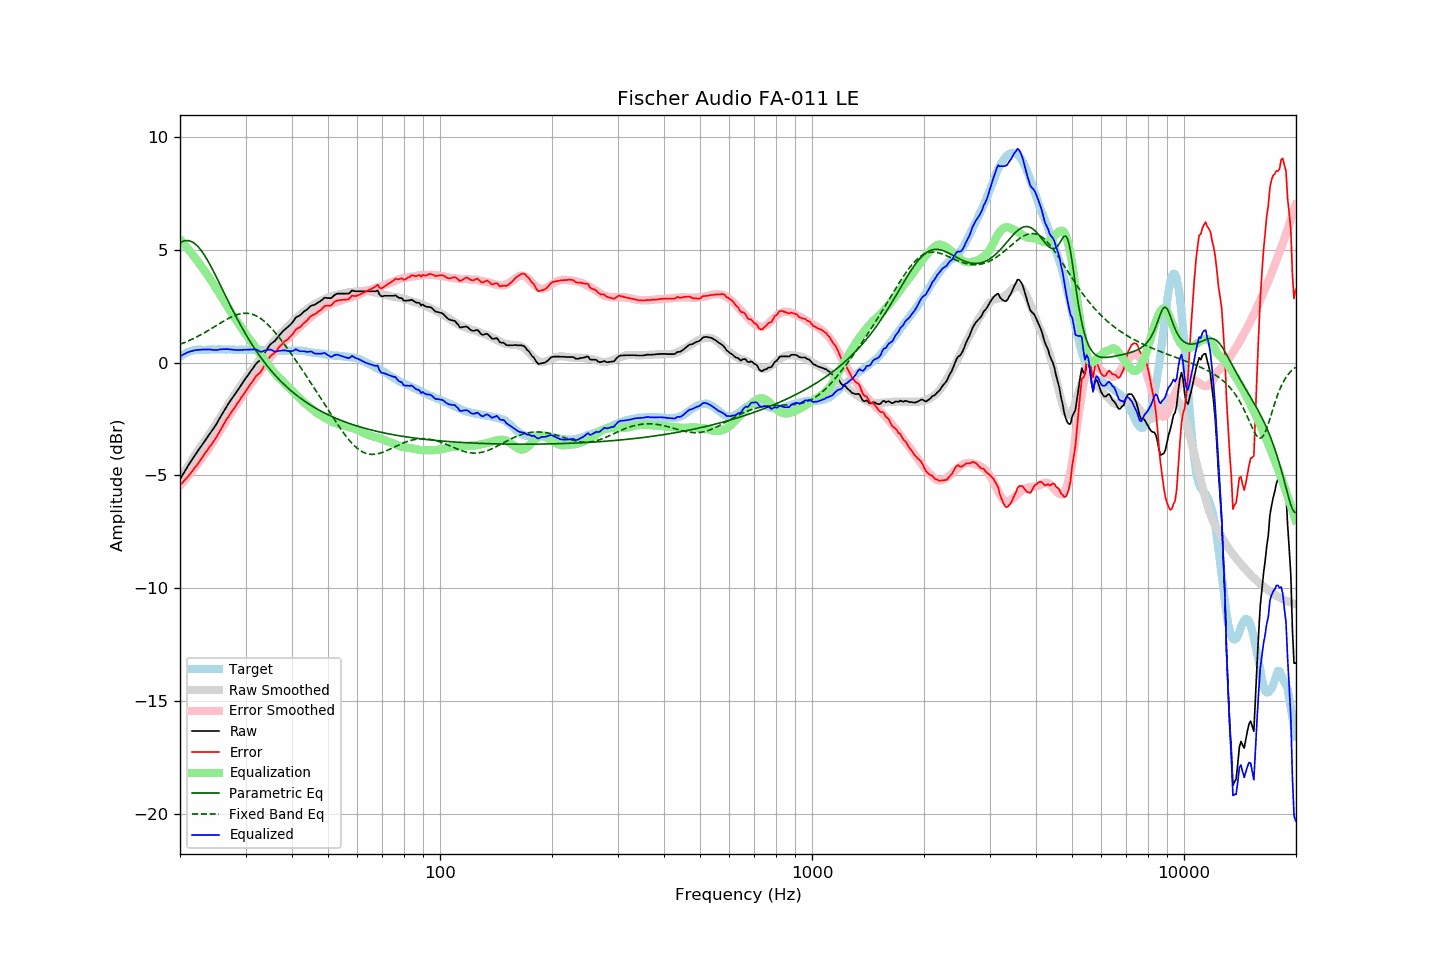 Fischer Audio FA-011 LE
10
5
0
−5
−10
−15
−20
Amplitude (dBr)
Target
Raw Smoothed
Error Smoothed
Raw
Error
Equalization
Parametric Eq
Fixed Band Eq
Equalized
100
1000
10000
Frequency (Hz)